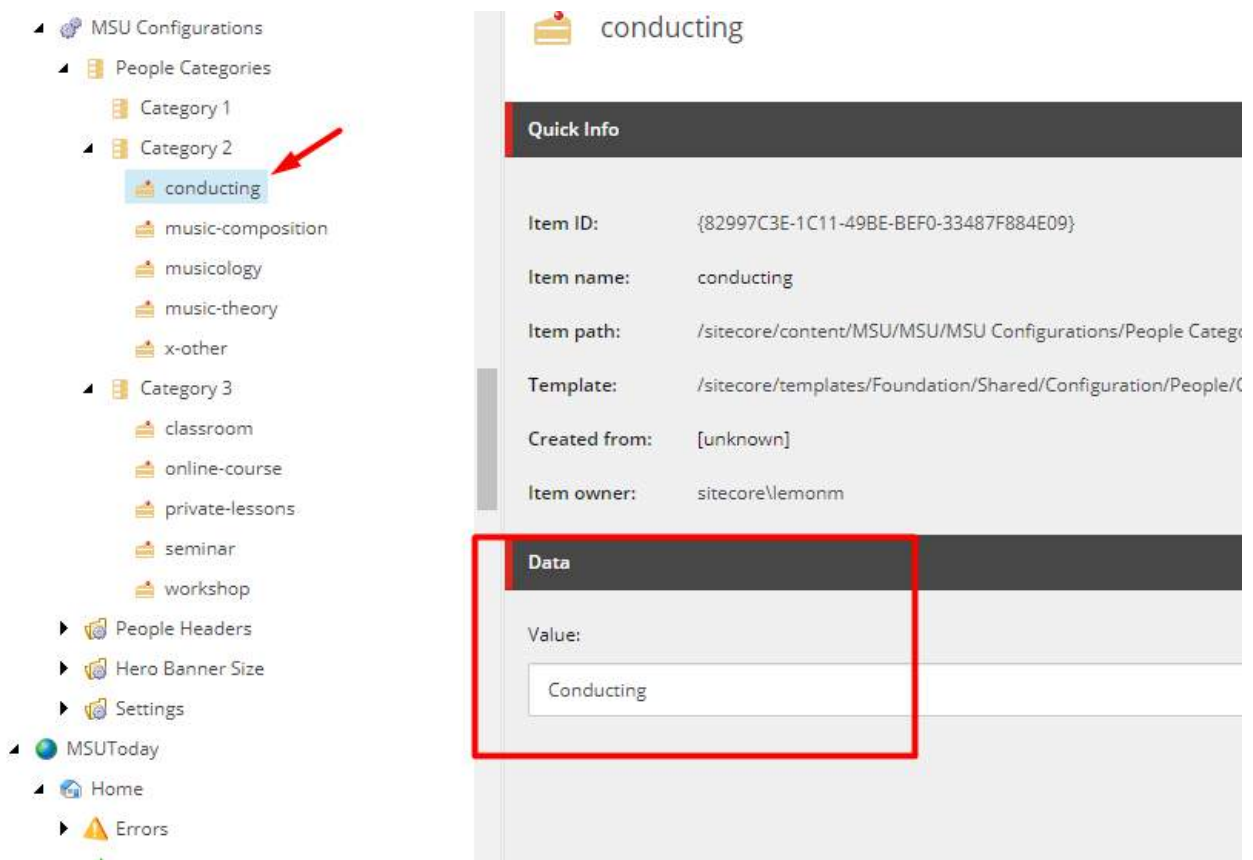 MSU Configurations
People Categories
Category 1
Category 2
conducting
music-composition
musicology
music-theory
x-other
Category 3
classroom
online-course
private-lessons
seminar
workshop
People Headers
Hero Banner Size
Settings
MSUToday
Home
Errors
conducting
Quick Info
Item ID: {82997C3E-1C11-49BE-BEF0-33487F884E09}
Item name: conducting
Item path: /sitecore/content/MSU/MSU/MSU Configurations/People Catego
Template: /sitecore/templates/Foundation/Shared/Configuration/People/C
Created from: [unknown]
Item owner: sitecore\lemonm
Data
Value:
Conducting